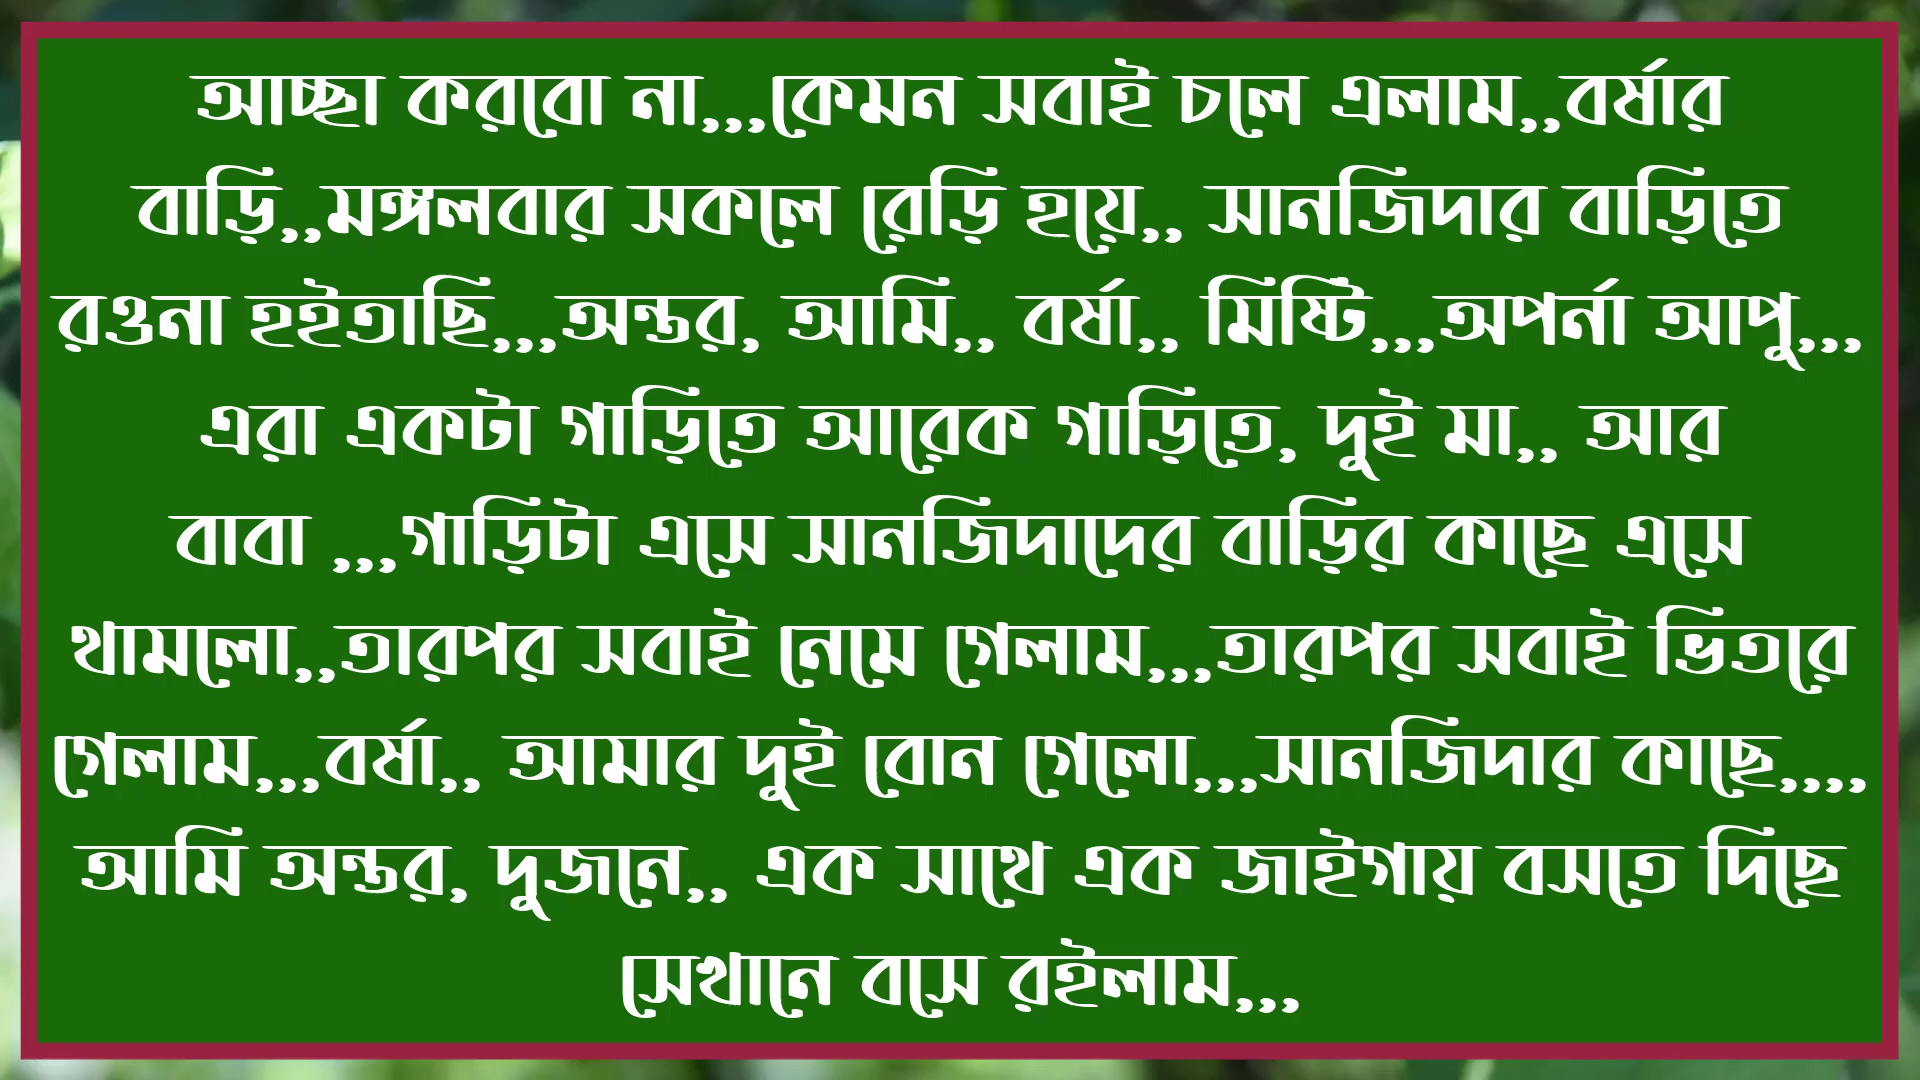 আচ্ছা করবো না,,,কেমন সবাই চলে এলাম,,বর্ষার
বাড়ি,,মঙ্গলবার সকলে রেড়ি হয়ে,, সানজিদার বাড়িতে
রওনা হইতাছি,,,অন্তর, আমি,, বর্ষা,, মিষ্টি,,,অপর্না আপু,,,
এরা একটা গাড়িতে আরেক গাড়িতে, দুই মা,, আর
বাবা ,,,গাড়িটা এসে সানজিদাদের বাড়ির কাছে এসে
থামলো,,তারপর সবাই নেমে গেলাম,,,তারপর সবাই ভিতরে
গেলাম,,,বর্ষা,, আমার দুই বোন গেলো,,,সানজিদার কাছে,,,,
আমি অন্তর, দুজনে,, এক সাথে এক জাইগায় বসতে দিছে
সেখানে বসে রইলাম,,,